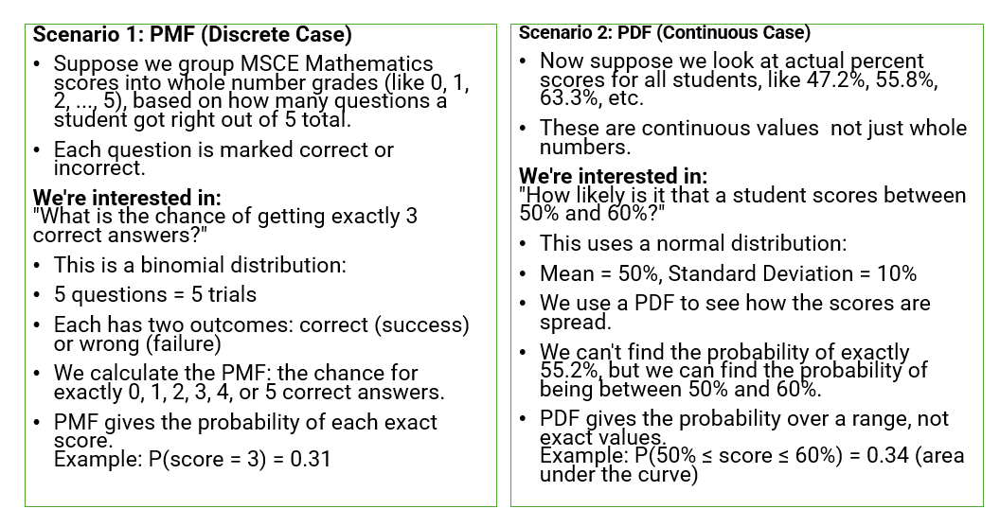 Scenario 1: PMF (Discrete Case)
• Suppose we group MSCE Mathematics
scores into whole number grades (like 0, 1,
2, ..., 5), based on how many questions a
student got right out of 5 total.
• Each question is marked correct or
incorrect.
We're interested in:
"What is the chance of getting exactly 3
correct answers?"
• This is a binomial distribution:
• 5 questions = 5 trials
• Each has two outcomes: correct (success)
or wrong (failure)
• We calculate the PMF: the chance for
exactly 0, 1, 2, 3, 4, or 5 correct answers.
• PMF gives the probability of each exact
score.
Example: P(score = 3) = 0.31
Scenario 2: PDF (Continuous Case)
• Now suppose we look at actual percent
scores for all students, like 47.2%, 55.8%,
63.3%, etc.
• These are continuous values  not just whole
numbers.
We're interested in:
"How likely is it that a student scores between
50% and 60%?"
• This uses a normal distribution:
• Mean = 50%, Standard Deviation = 10%
• We use a PDF to see how the scores are
spread.
• We can't find the probability of exactly
55.2%, but we can find the probability of
being between 50% and 60%.
• PDF gives the probability over a range, not
exact values.
Example: P(50% ≤ score ≤ 60%) = 0.34 (area
under the curve)